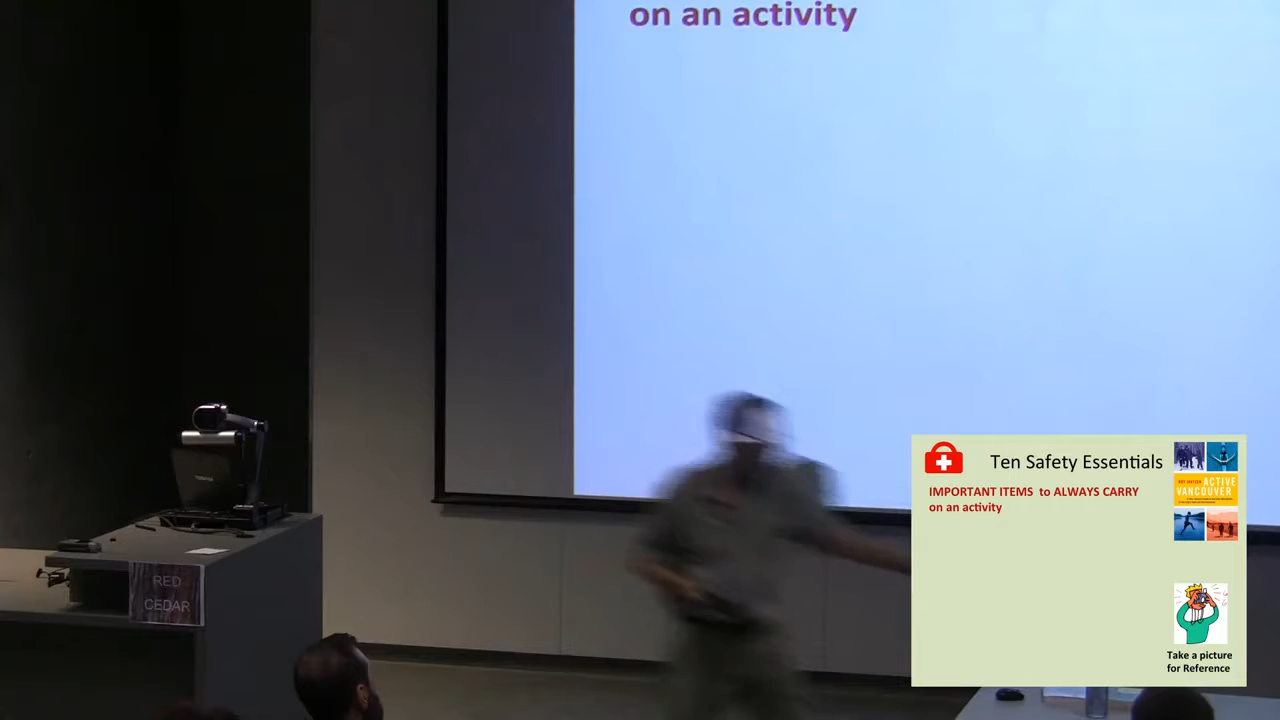 on an activity
RED
CEDAR
Ten Safety Essentials
IMPORTANT ITEMS to ALWAYS CARRY
on an activity
ACTIVE
VANCOUVER
Take a picture
for Reference